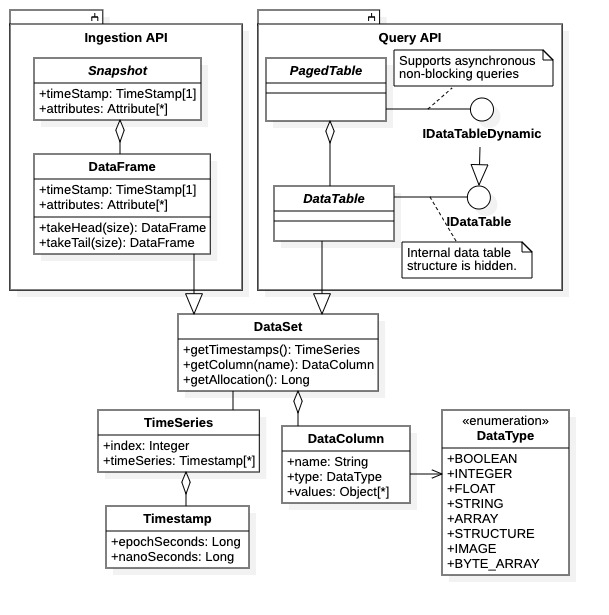 Ingestion API
Snapshot
+timeStamp: TimeStamp[1]
+attributes: Attribute[*]
DataFrame
+timeStamp: TimeStamp[1]
+attributes: Attribute[*]
+takeHead(size): DataFrame
+takeTail(size): DataFrame
Query API
PagedTable
Supports asynchronous
non-blocking queries
IDataTableDynamic
DataTable
IDataTable
Internal data table
structure is hidden.
DataSet
+getTimestamps(): TimeSeries
+getColumn(name): DataColumn
+getAllocation(): Long
TimeSeries
+index: Integer
+timeSeries: Timestamp[*]
Timestamp
+epochSeconds: Long
+nanoSeconds: Long
DataColumn
+name: String
+type: DataType
+values: Object[*]
«enumeration»
DataType
+BOOLEAN
+INTEGER
+FLOAT
+STRING
+ARRAY
+STRUCTURE
+IMAGE
+BYTE_ARRAY